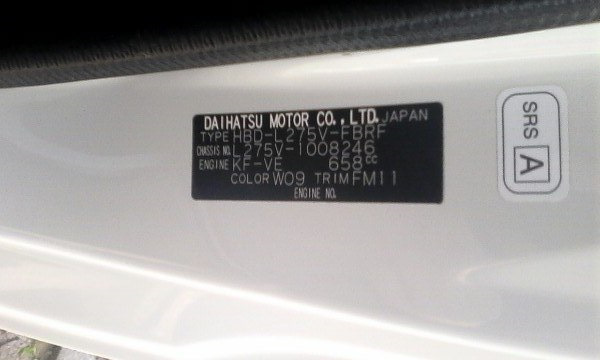 DAIHATSU MOTOR CO.,LTD. JAPAN
TYPE HBD-L275V-FBRF
CHASSIS NO. L275V-1008246
ENGINE KF-VE 658cc
COLOR W09 TRIM FM11
ENGINE NO.
SRS
A